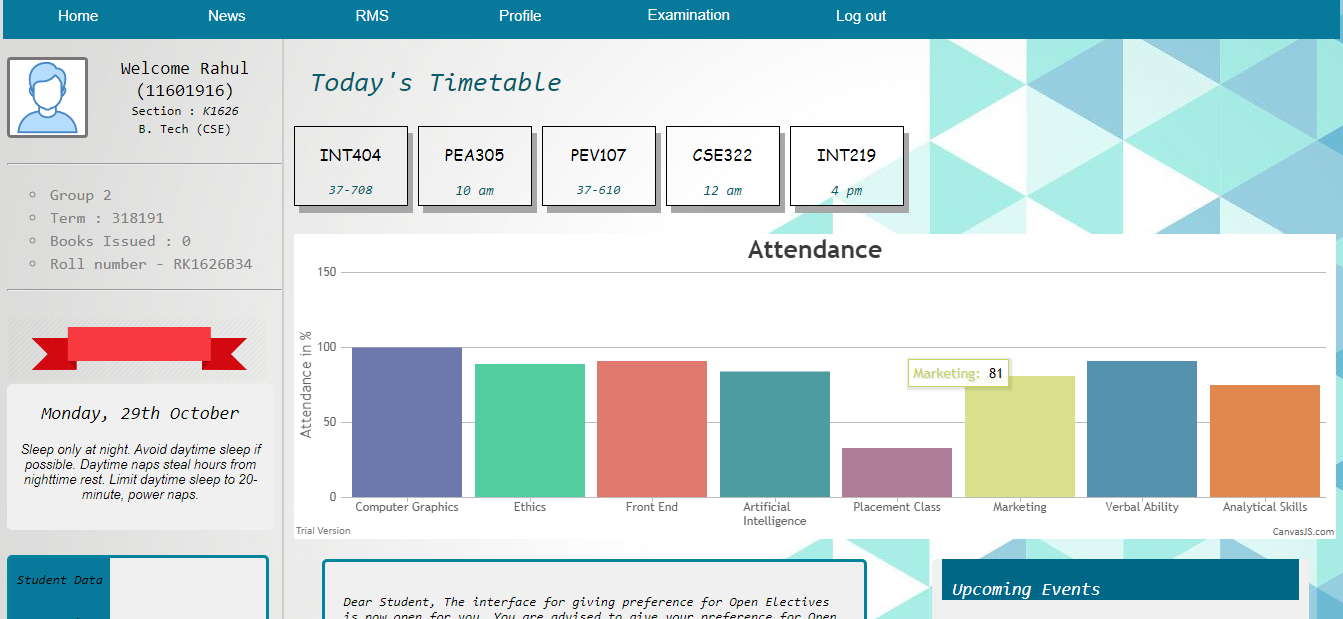 Home News RMS Profile Examination Log out
Welcome Rahul
(11601916)
Section : K1626
B. Tech (CSE)
Group 2
Term : 318191
Books Issued : 0
Roll number - RK1626B34
Monday, 29th October
Sleep only at night. Avoid daytime sleep if
possible. Daytime naps steal hours from
nighttime rest. Limit daytime sleep to 20-
minute, power naps.
Student Data
Today's Timetable
INT404 PEA305 PEV107 CSE322 INT219
37-708 10 am 37-610 12 am 4 pm
Attendance
Attendance in %
150
100
50
0
Marketing: 81
Computer Graphics Ethics Front End Artificial Intelligence Placement Class Marketing Verbal Ability Analytical Skills
Trial Version CanvasJS.com
Dear Student, The interface for giving preference for Open Electives
is now open for you. You are advised to give your preference for Open
Upcoming Events